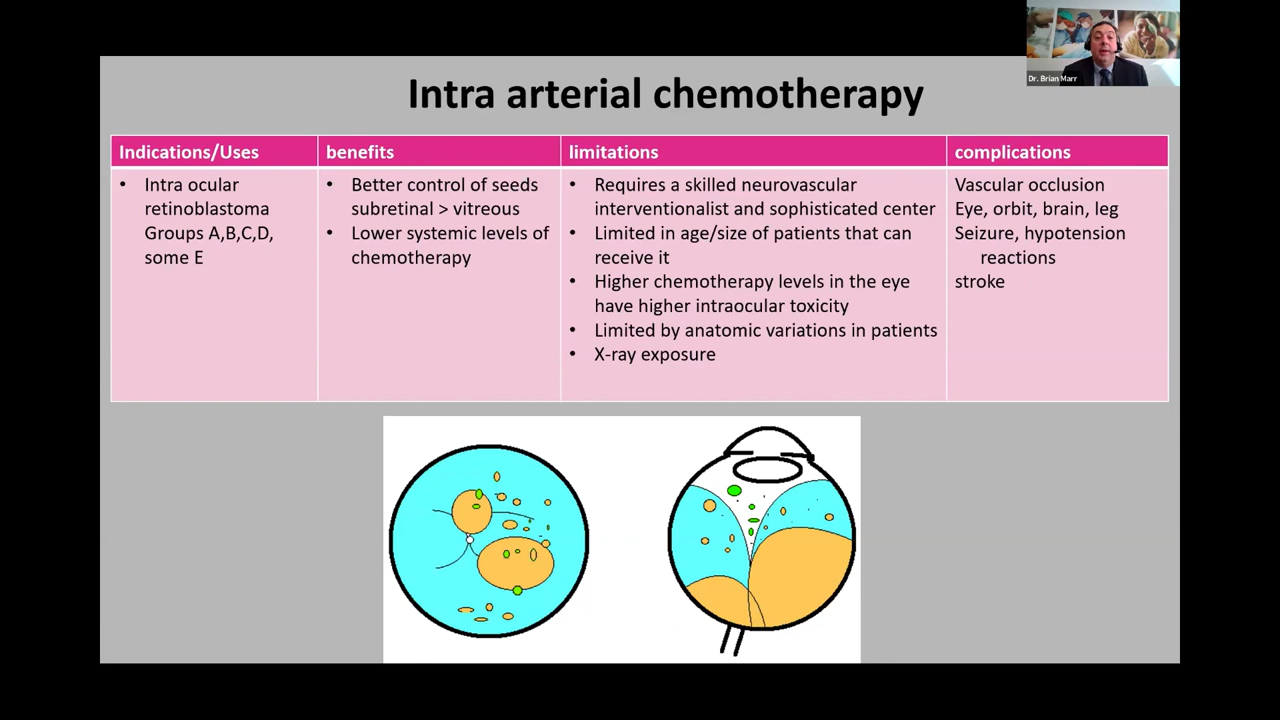 Dr. Brian Marr
Intra arterial chemotherapy
Indications/Uses
• Intra ocular
retinoblastoma
Groups A,B,C,D,
some E
benefits
• Better control of seeds
subretinal > vitreous
• Lower systemic levels of
chemotherapy
limitations
• Requires a skilled neurovascular
interventionalist and sophisticated center
• Limited in age/size of patients that can
receive it
• Higher chemotherapy levels in the eye
have higher intraocular toxicity
• Limited by anatomic variations in patients
• X-ray exposure
complications
Vascular occlusion
Eye, orbit, brain, leg
Seizure, hypotension
reactions
stroke